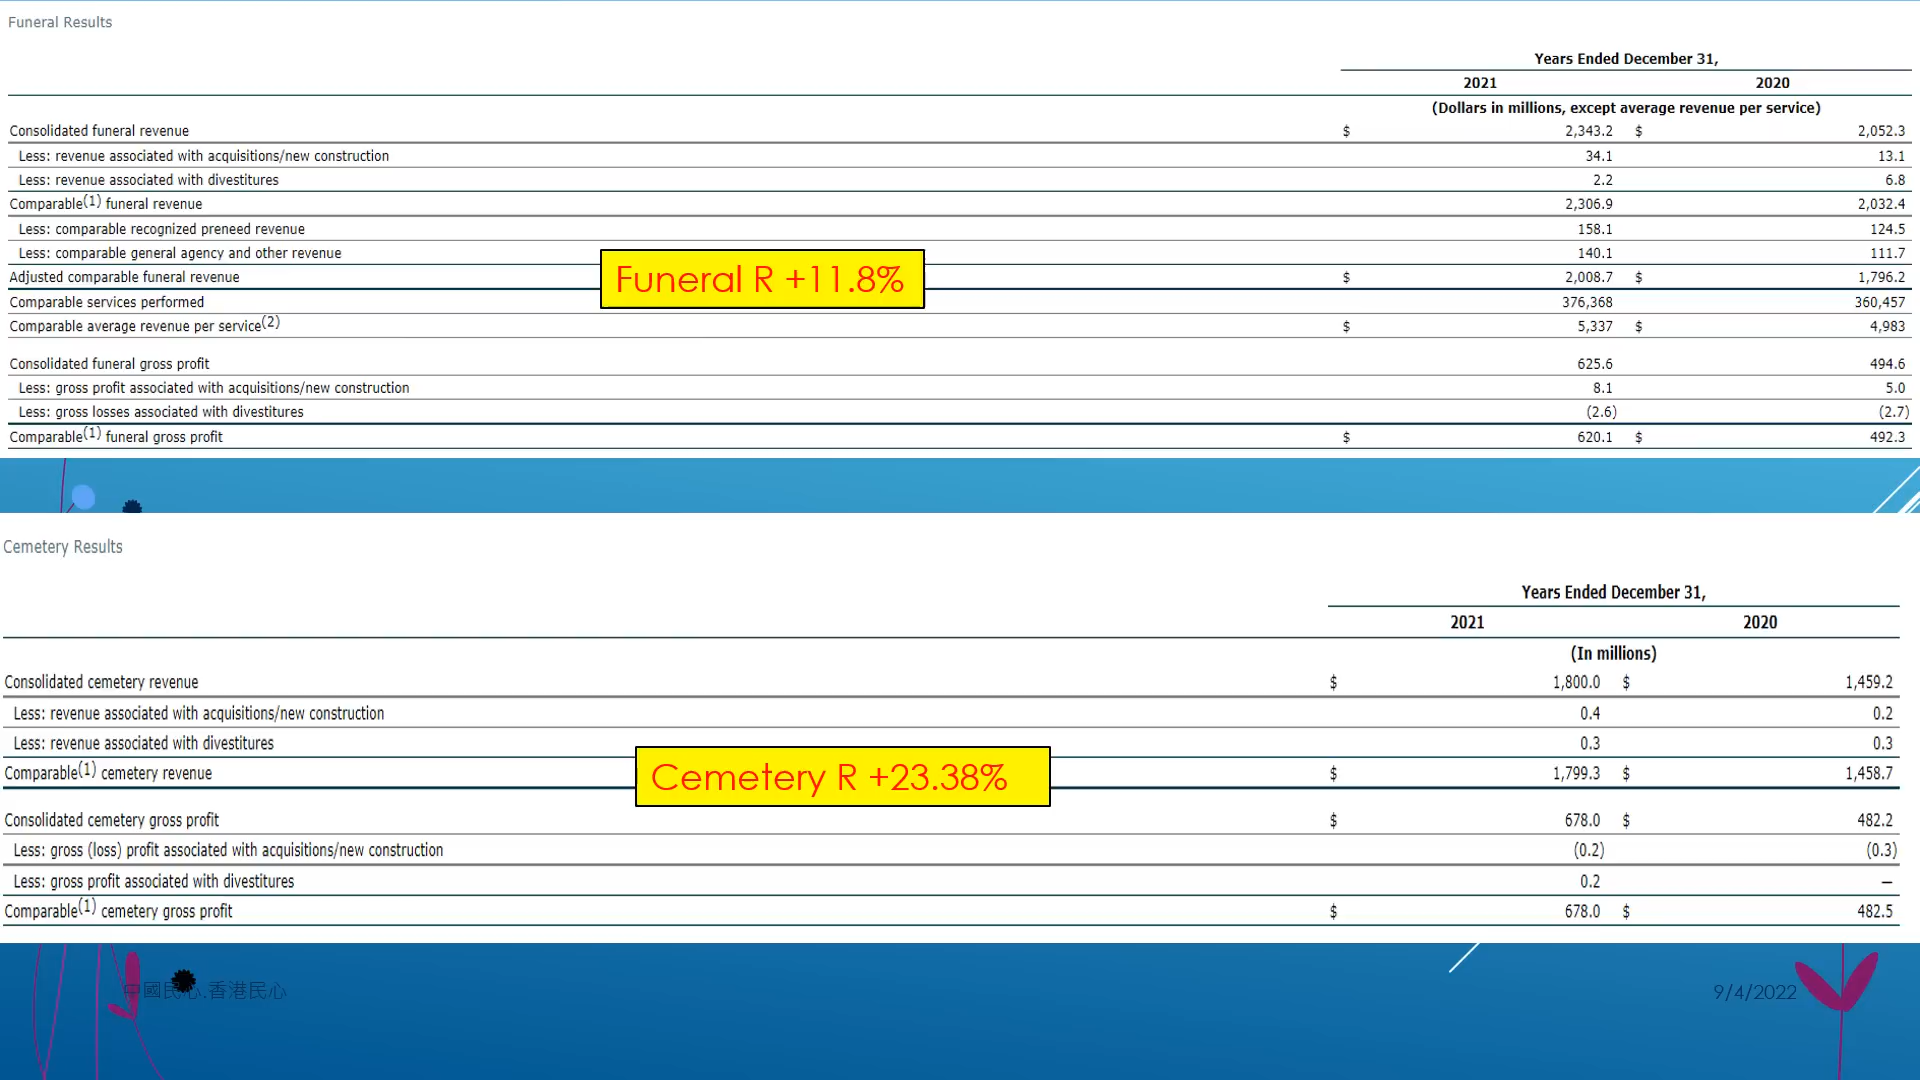 Funeral Results
Years Ended December 31,
2021 2020
(Dollars in millions, except average revenue per service)
Consolidated funeral revenue $ 2,343.2 $ 2,052.3
Less: revenue associated with acquisitions/new construction 34.1 13.1
Less: revenue associated with divestitures 2.2 6.8
Comparable(1) funeral revenue 2,306.9 2,032.4
Less: comparable recognized preneed revenue 158.1 124.5
Less: comparable general agency and other revenue 140.1 111.7
Adjusted comparable funeral revenue $ 2,008.7 $ 1,796.2
Funeral R +11.8%
Comparable services performed 376,368 360,457
Comparable average revenue per service(2) $ 5,337 $ 4,983
Consolidated funeral gross profit 625.6 494.6
Less: gross profit associated with acquisitions/new construction 8.1 5.0
Less: gross losses associated with divestitures (2.6) (2.7)
Comparable(1) funeral gross profit $ 620.1 $ 492.3
Cemetery Results
Years Ended December 31,
2021 2020
(In millions)
Consolidated cemetery revenue $ 1,800.0 $ 1,459.2
Less: revenue associated with acquisitions/new construction 0.4 0.2
Less: revenue associated with divestitures 0.3 0.3
Comparable(1) cemetery revenue $ 1,799.3 $ 1,458.7
Cemetery R +23.38%
Consolidated cemetery gross profit $ 678.0 $ 482.2
Less: gross (loss) profit associated with acquisitions/new construction (0.2) (0.3)
Less: gross profit associated with divestitures 0.2 —
Comparable(1) cemetery gross profit $ 678.0 $ 482.5
中國民心.香港民心 9/4/2022